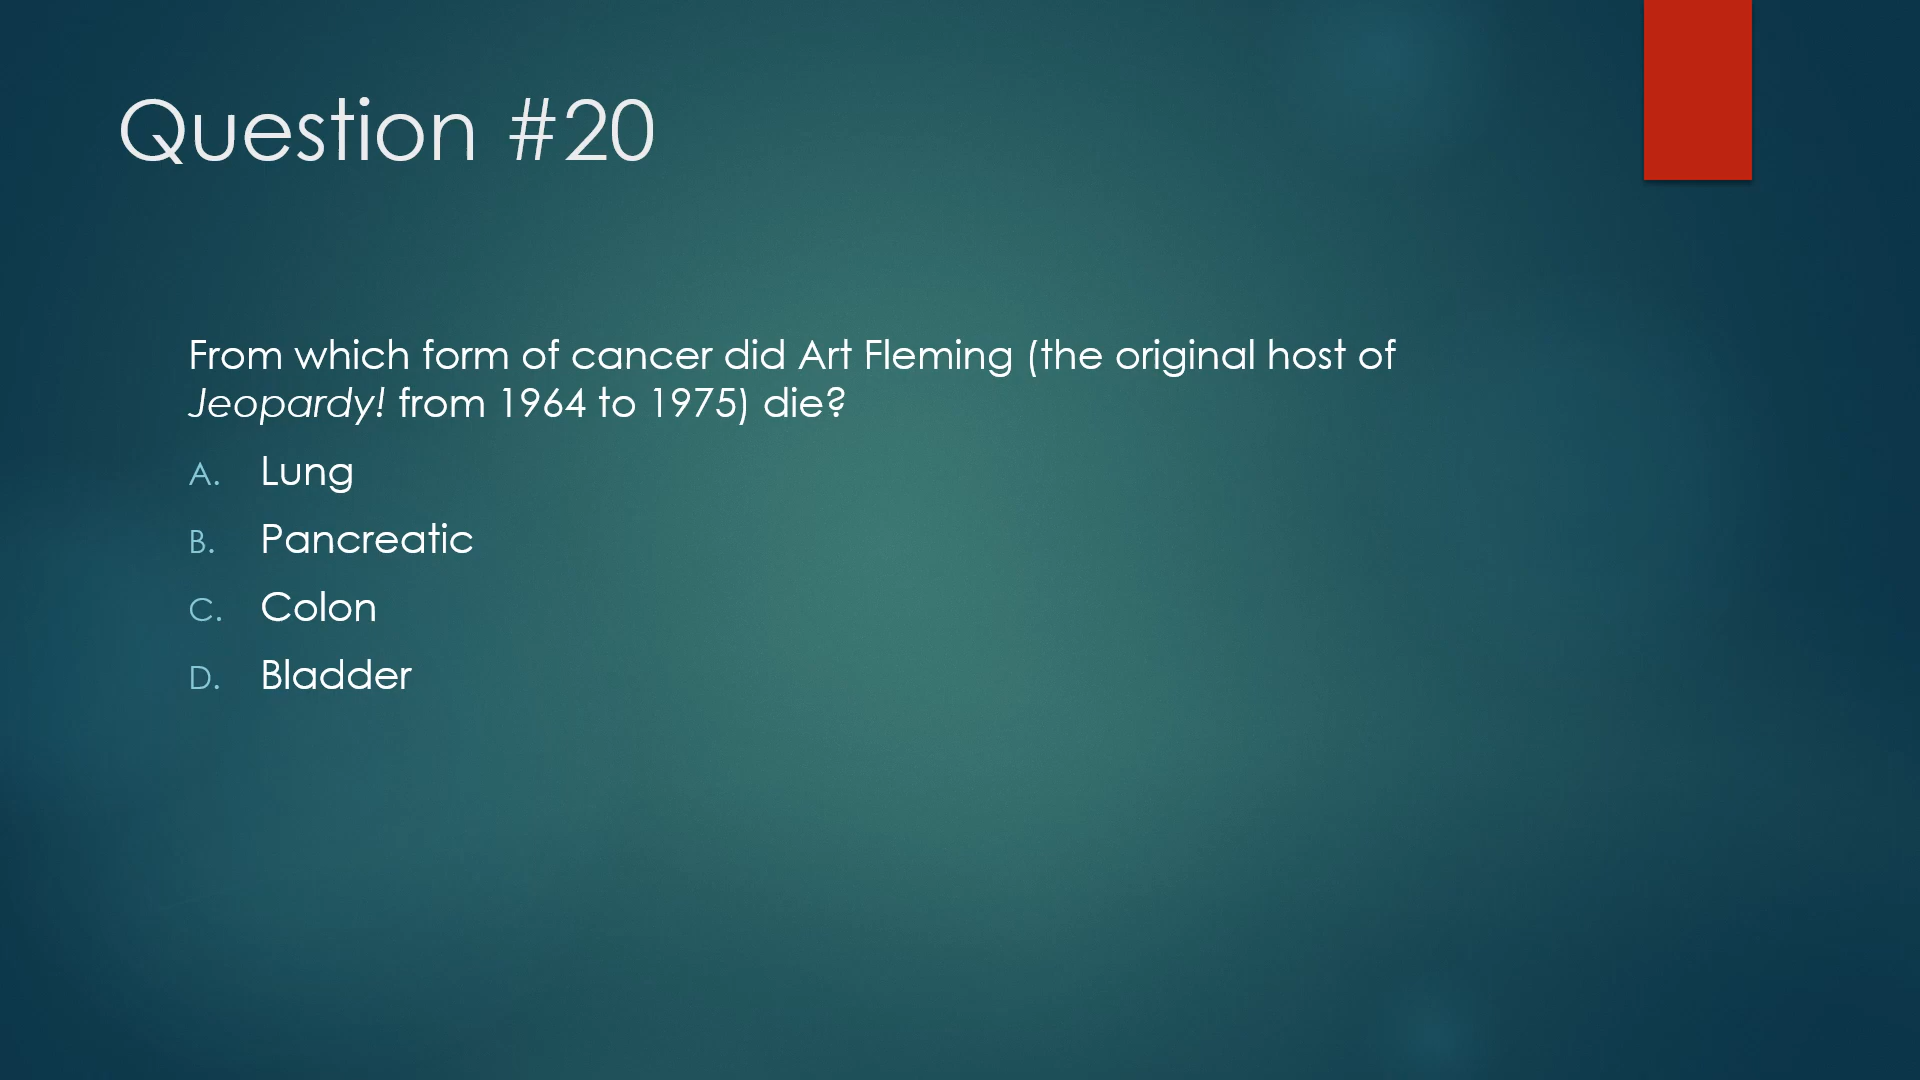 Question #20
From which form of cancer did Art Fleming (the original host of
Jeopardy! from 1964 to 1975) die?
A. Lung
B. Pancreatic
C. Colon
D. Bladder